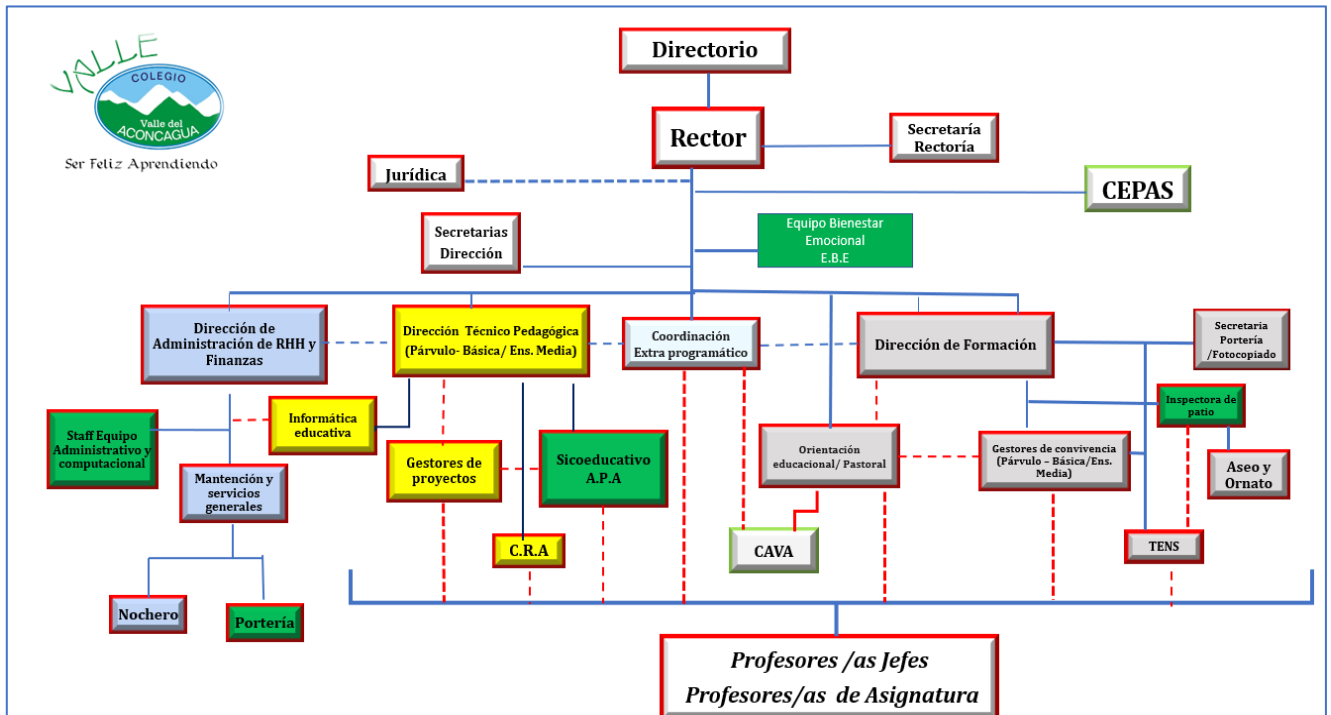 Directorio
VALLE
COLEGIO
Valle del
ACONCAGUA
Ser Feliz Aprendiendo
Rector
Secretaría
Rectoría
Jurídica
CEPAS
Secretarias
Dirección
Equipo Bienestar
Emocional
E.B.E
Dirección de
Administración de RHH y
Finanzas
Dirección Técnico Pedagógica
(Párvulo- Básica/ Ens. Media)
Coordinación
Extra programático
Dirección de Formación
Secretaria
Portería
/Fotocopiado
Staff Equipo
Administrativo y
computacional
Informática
educativa
Inspectora de
patio
Gestores de
proyectos
Sicoeducativo
A.P.A
Orientación
educacional/ Pastoral
Gestores de convivencia
(Párvulo – Básica/Ens.
Media)
Aseo y
Ornato
Mantención y
servicios
generales
C.R.A
CAVA
TENS
Nochero
Portería
Profesores /as Jefes
Profesores/as de Asignatura